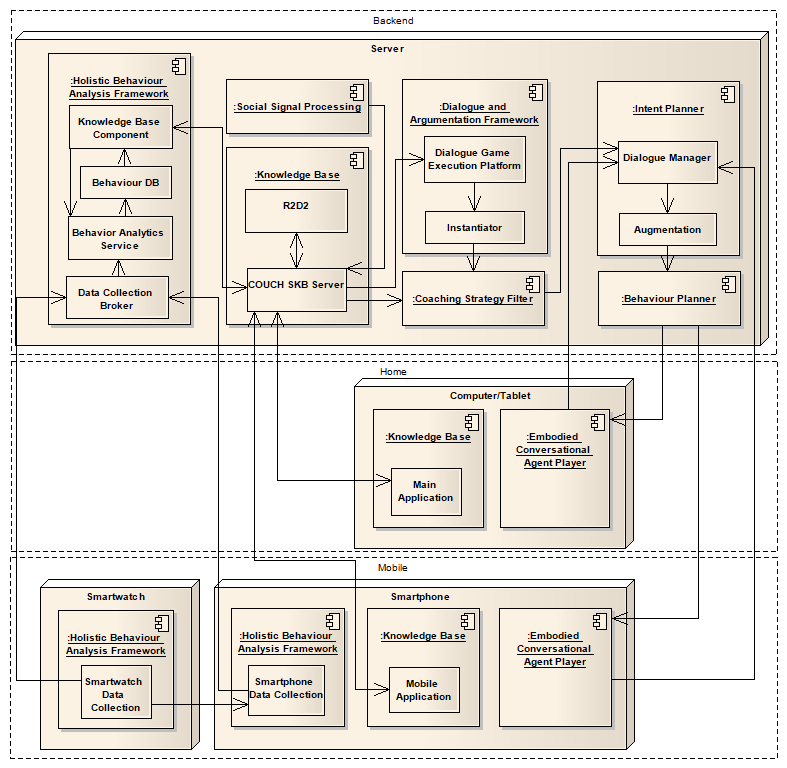 Backend
Server
:Holistic Behaviour
Analysis Framework
Knowledge Base
Component
Behaviour DB
Behavior Analytics
Service
Data Collection
Broker
:Social Signal Processing
:Knowledge Base
R2D2
COUCH SKB Server
:Dialogue and
Argumentation Framework
Dialogue Game
Execution Platform
Instantiator
:Coaching Strategy Filter
:Intent Planner
Dialogue Manager
Augmentation
:Behaviour Planner
Home
Computer/Tablet
:Knowledge Base
Main
Application
:Embodied
Conversational
Agent Player
Mobile
Smartwatch
:Holistic Behaviour
Analysis Framework
Smartwatch
Data
Collection
Smartphone
:Holistic Behaviour
Analysis Framework
Smartphone
Data Collection
:Knowledge Base
Mobile
Application
:Embodied
Conversational
Agent Player